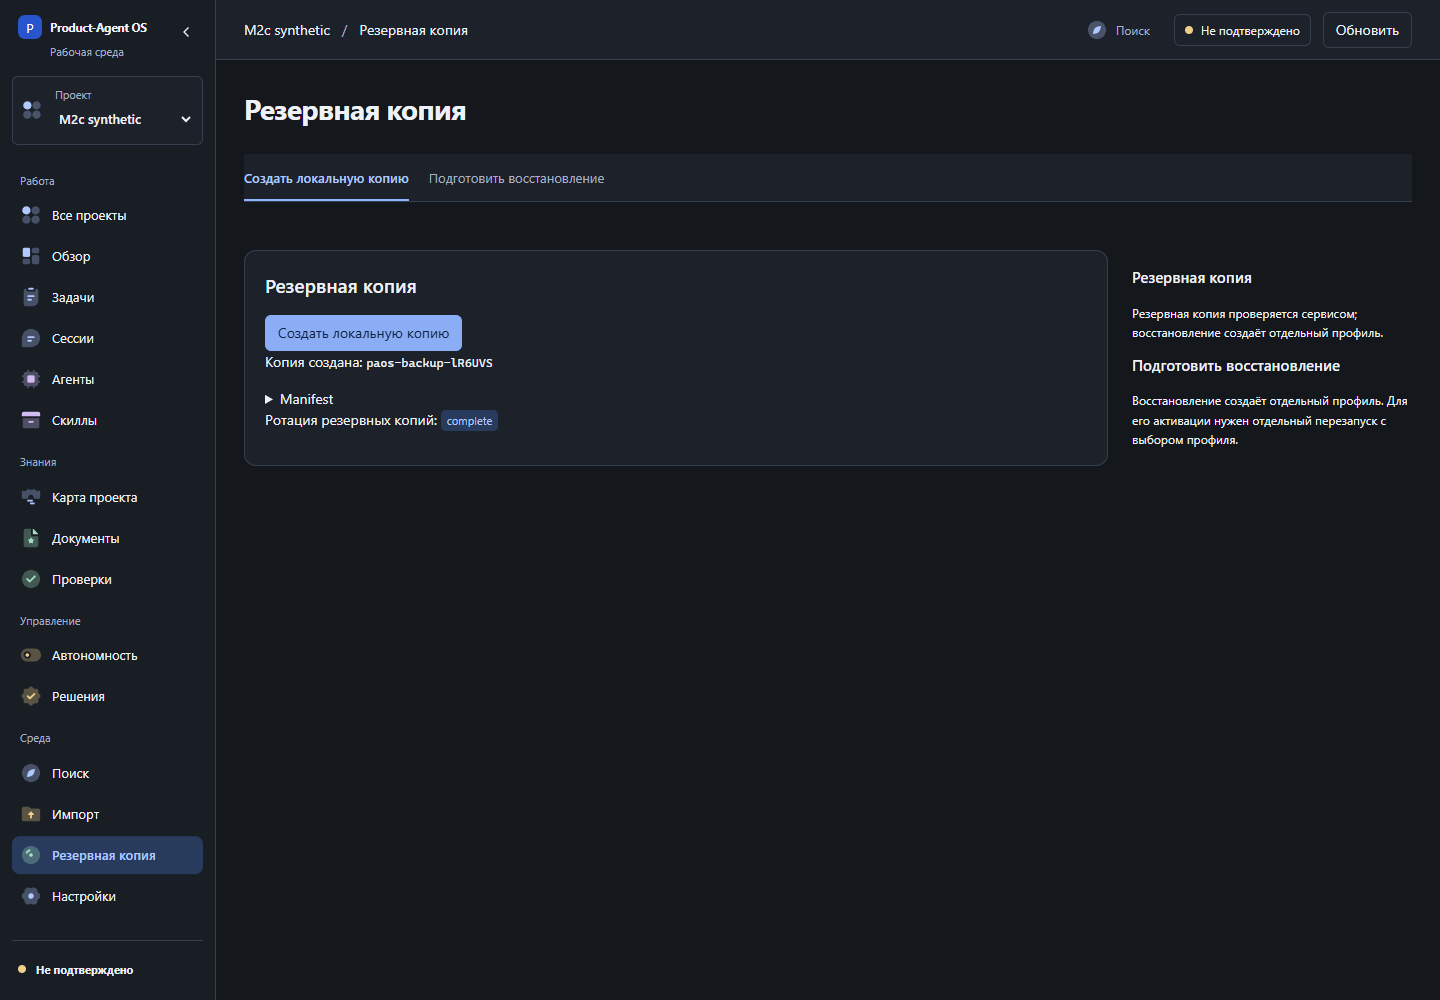 P
Product-Agent OS
Рабочая среда
Проект
M2c synthetic
Работа
Все проекты
Обзор
Задачи
Сессии
Агенты
Скиллы
Знания
Карта проекта
Документы
Проверки
Управление
Автономность
Решения
Среда
Поиск
Импорт
Резервная копия
Настройки
Не подтверждено
M2c synthetic / Резервная копия
Поиск
Не подтверждено
Обновить
Резервная копия
Создать локальную копию
Подготовить восстановление
Резервная копия
Создать локальную копию
Копия создана: paos-backup-lR6UVS
Manifest
Ротация резервных копий: complete
Резервная копия
Резервная копия проверяется сервисом;
восстановление создаёт отдельный профиль.
Подготовить восстановление
Восстановление создаёт отдельный профиль. Для
его активации нужен отдельный перезапуск с
выбором профиля.